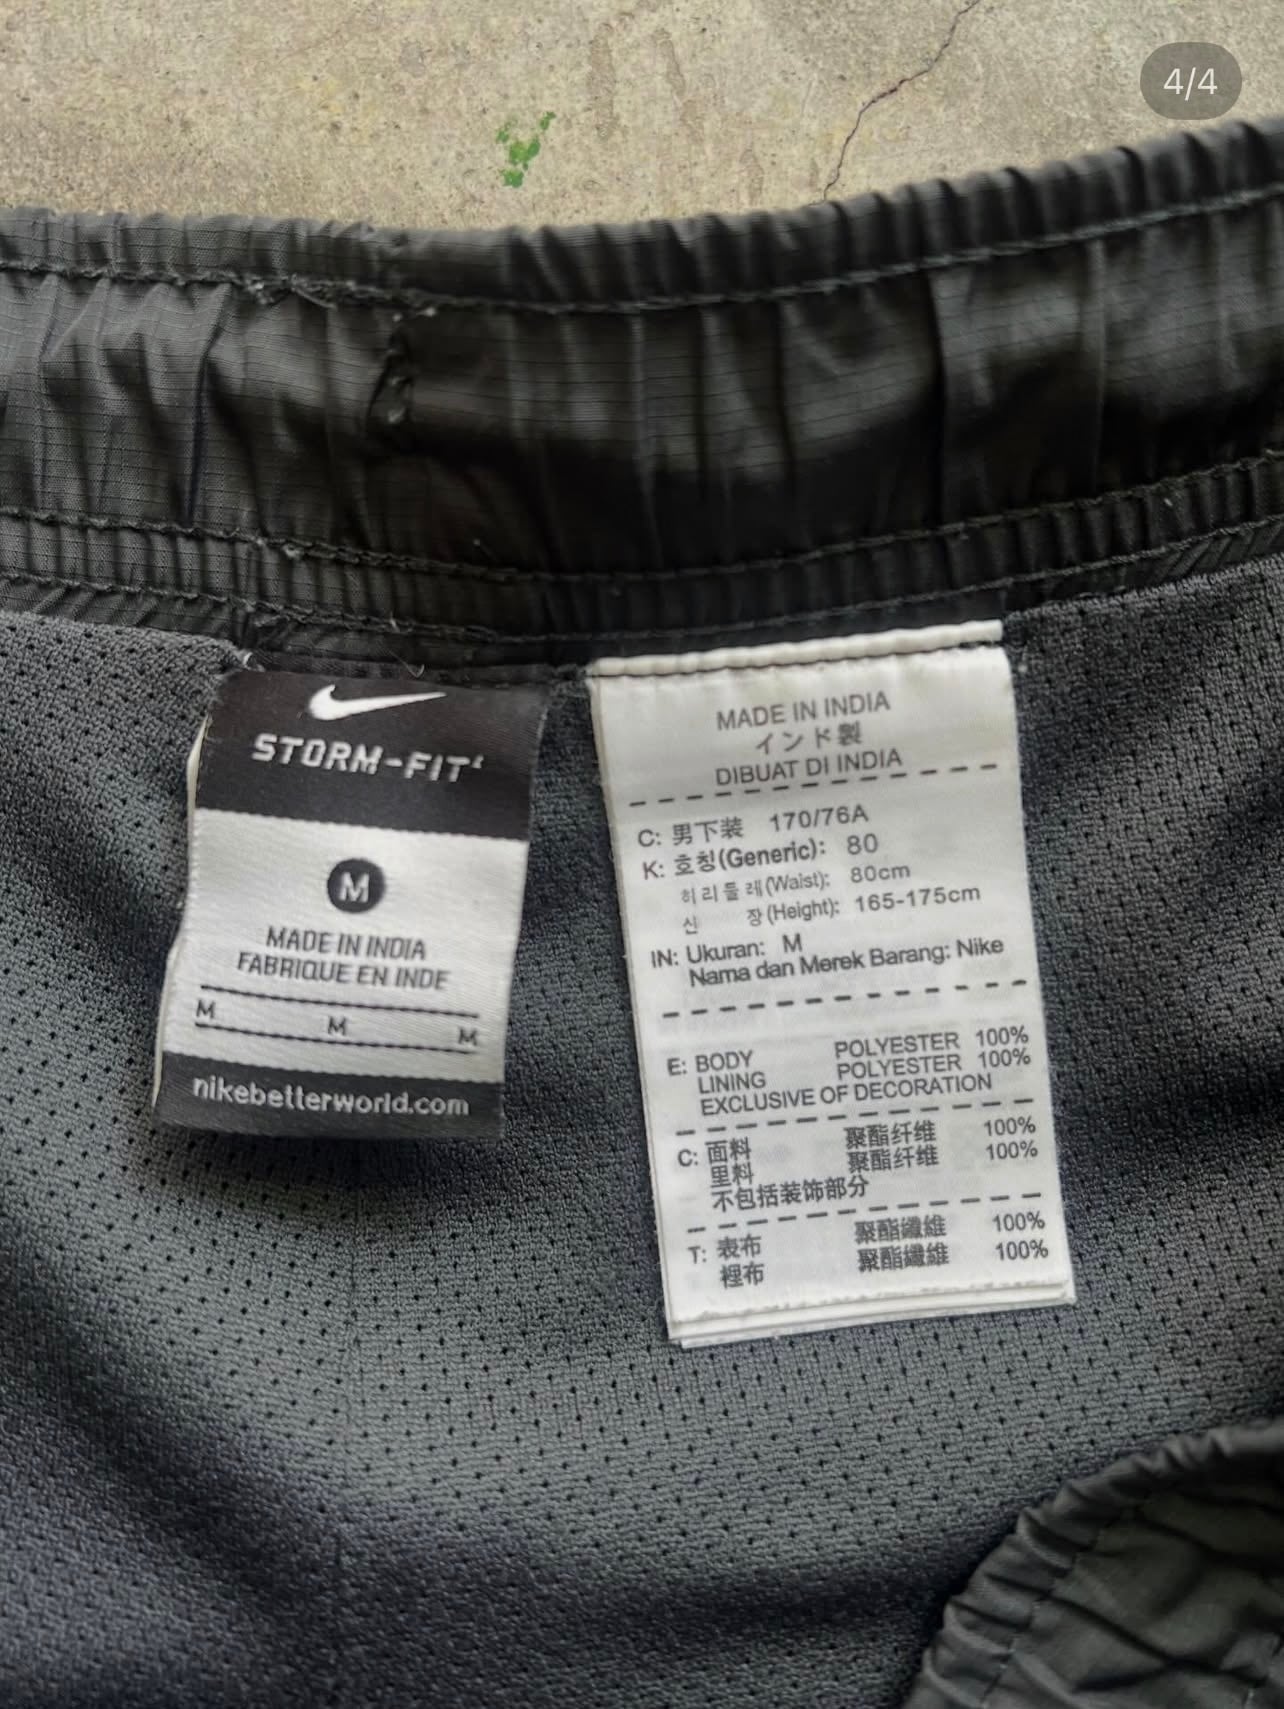 4/4
STORM-FIT
M
MADE IN INDIA
FABRIQUE EN INDE
M M M
nikebetterworld.com
MADE IN INDIA
インド製
DIBUAT DI INDIA
C: 男下装 170/76A
K: 호칭(Generic): 80
허리둘레(Waist): 80cm
신 장(Height): 165-175cm
IN: Ukuran: M
Nama dan Merek Barang: Nike
E: BODY POLYESTER 100%
LINING POLYESTER 100%
EXCLUSIVE OF DECORATION
C: 面料 聚酯纤维 100%
里料 聚酯纤维 100%
不包括装饰部分
T: 表布 聚酯纖維 100%
裡布 聚酯纖維 100%